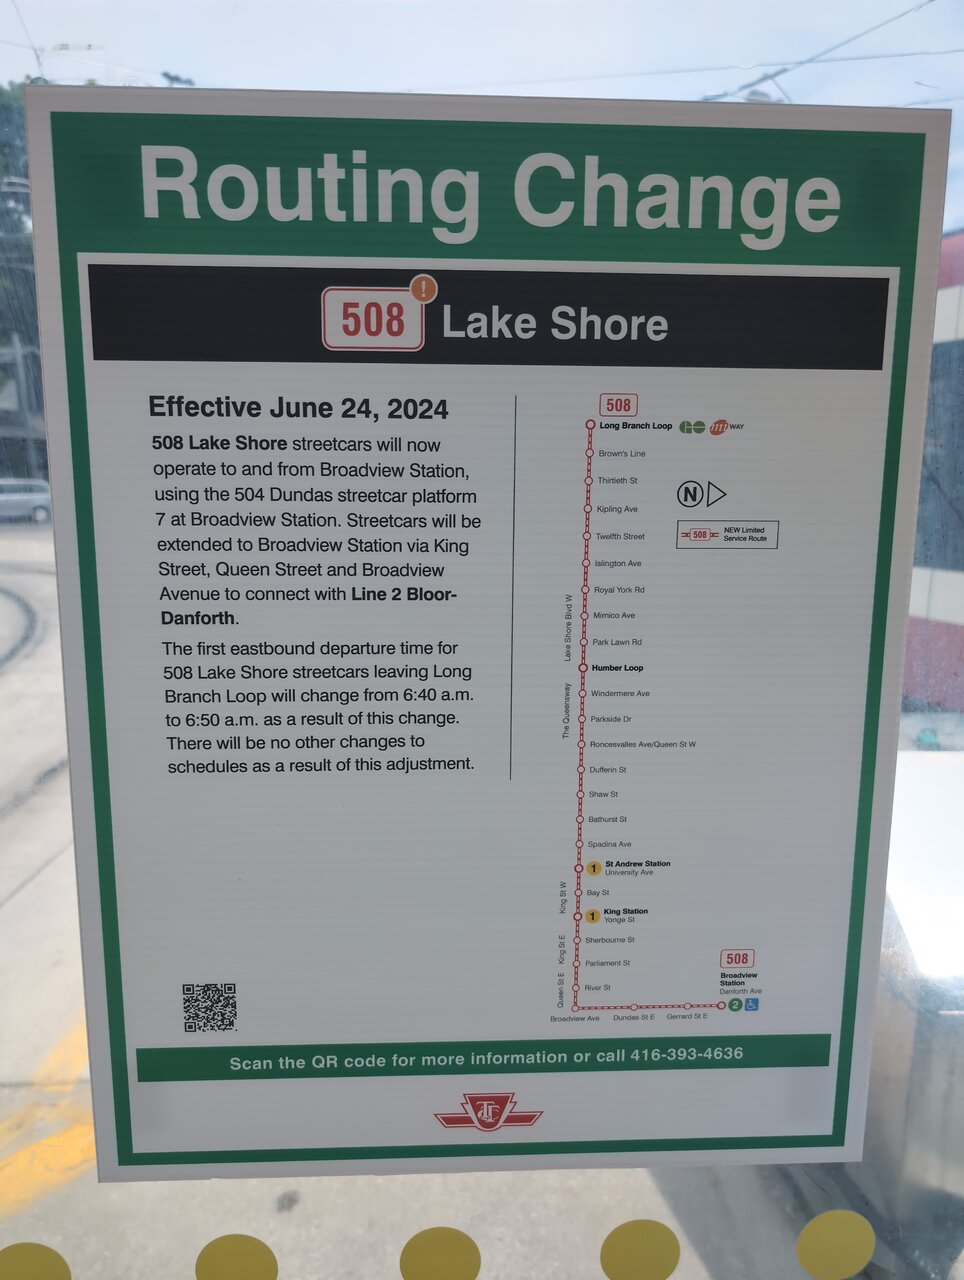 Routing Change
508 ! Lake Shore
Effective June 24, 2024
508 Lake Shore streetcars will now
operate to and from Broadview Station,
using the 504 Dundas streetcar platform
7 at Broadview Station. Streetcars will be
extended to Broadview Station via King
Street, Queen Street and Broadview
Avenue to connect with Line 2 Bloor-
Danforth.
The first eastbound departure time for
508 Lake Shore streetcars leaving Long
Branch Loop will change from 6:40 a.m.
to 6:50 a.m. as a result of this change.
There will be no other changes to
schedules as a result of this adjustment.
508
Long Branch Loop GO mi WAY
Brown's Line
Thirtieth St
N
Kipling Ave
Twelfth Street
508 NEW Limited
Service Route
Islington Ave
Royal York Rd
Mimico Ave
Park Lawn Rd
Lake Shore Blvd W
Humber Loop
Windermere Ave
The Queensway
Parkside Dr
Roncesvalles Ave/Queen St W
Dufferin St
Shaw St
Bathurst St
Spadina Ave
1 St Andrew Station
University Ave
Bay St
King St W
1 King Station
Yonge St
Sherbourne St
King St E
Parliament St
River St
Queen St E
Broadview Ave
Dundas St E
Gerrard St E
508
Broadview
Station
Danforth Ave
2
Scan the QR code for more information or call 416-393-4636
TTC